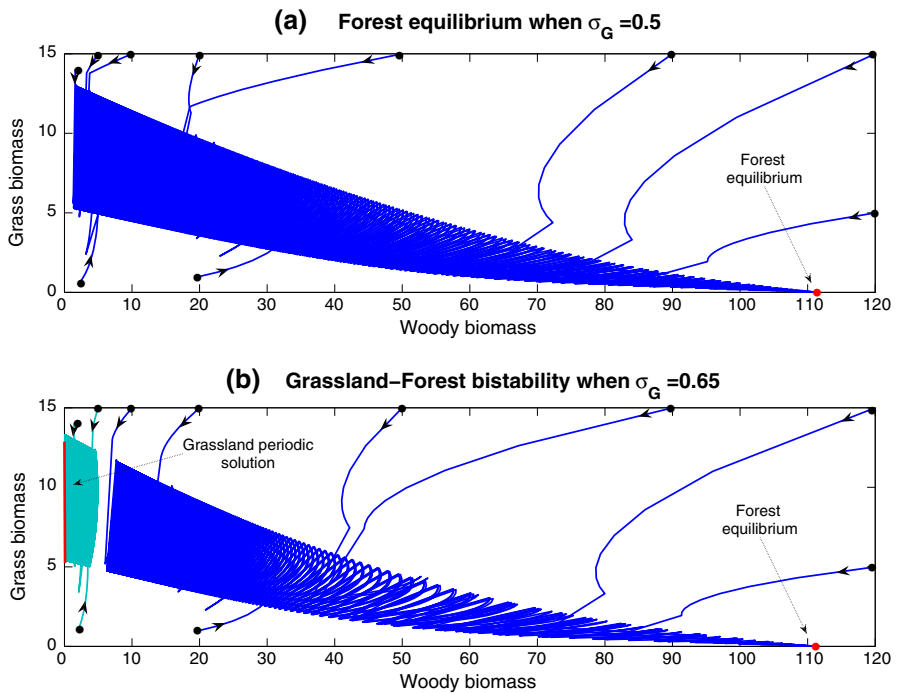 (a) Forest equilibrium when σ_G =0.5
15
10
5
0
Grass biomass
Forest
equilibrium
0 10 20 30 40 50 60 70 80 90 100 110 120
Woody biomass
(b) Grassland–Forest bistability when σ_G =0.65
15
10
5
0
Grass biomass
Grassland periodic
solution
Forest
equilibrium
0 10 20 30 40 50 60 70 80 90 100 110 120
Woody biomass